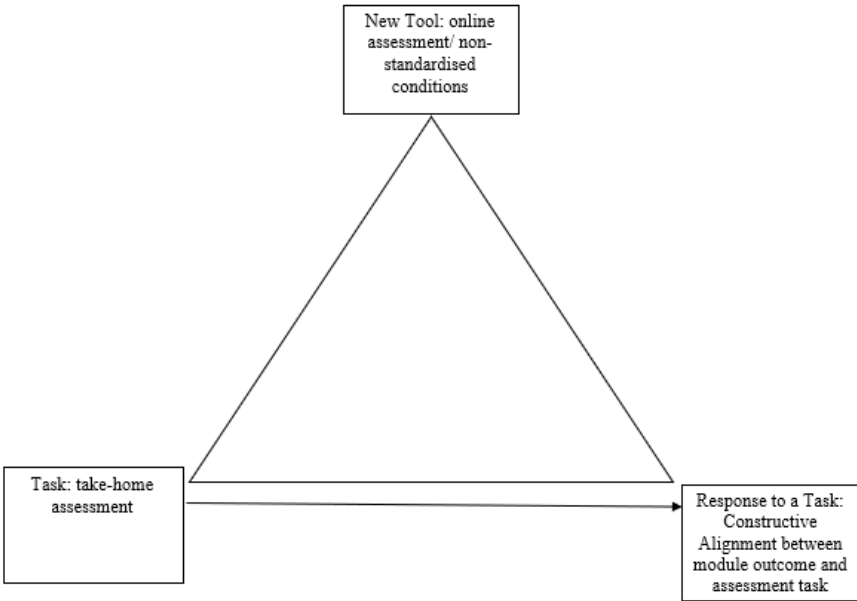 New Tool: online
assessment/ non-
standardised
conditions
Task: take-home
assessment
Response to a Task:
Constructive
Alignment between
module outcome and
assessment task